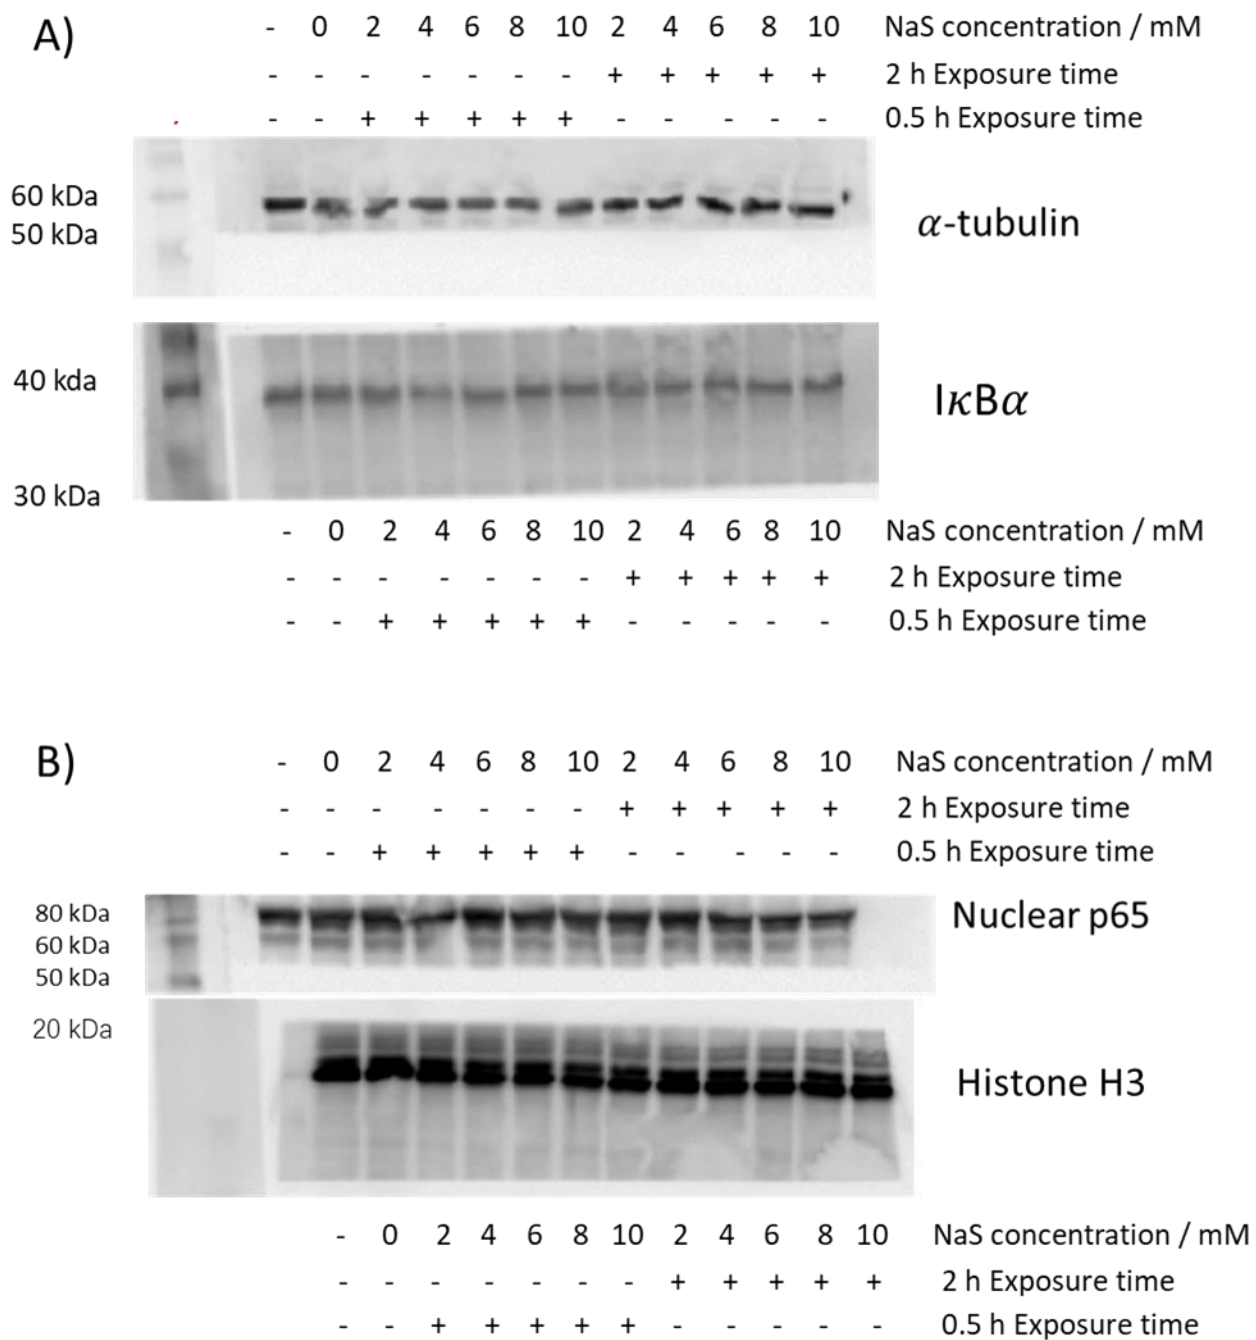 A)
- 0 2 4 6 8 10 2 4 6 8 10 NaS concentration / mM
- - - - - - - + + + + + 2 h Exposure time
- - + + + + + - - - - - 0.5 h Exposure time
60 kDa
50 kDa
α-tubulin
40 kda
IκBα
30 kDa
- 0 2 4 6 8 10 2 4 6 8 10 NaS concentration / mM
- - - - - - - + + + + + 2 h Exposure time
- - + + + + + - - - - - 0.5 h Exposure time
B)
- 0 2 4 6 8 10 2 4 6 8 10 NaS concentration / mM
- - - - - - - + + + + + 2 h Exposure time
- - + + + + + - - - - - 0.5 h Exposure time
80 kDa
Nuclear p65
60 kDa
50 kDa
20 kDa
Histone H3
- 0 2 4 6 8 10 2 4 6 8 10 NaS concentration / mM
- - - - - - - + + + + + 2 h Exposure time
- - + + + + + - - - - - 0.5 h Exposure time